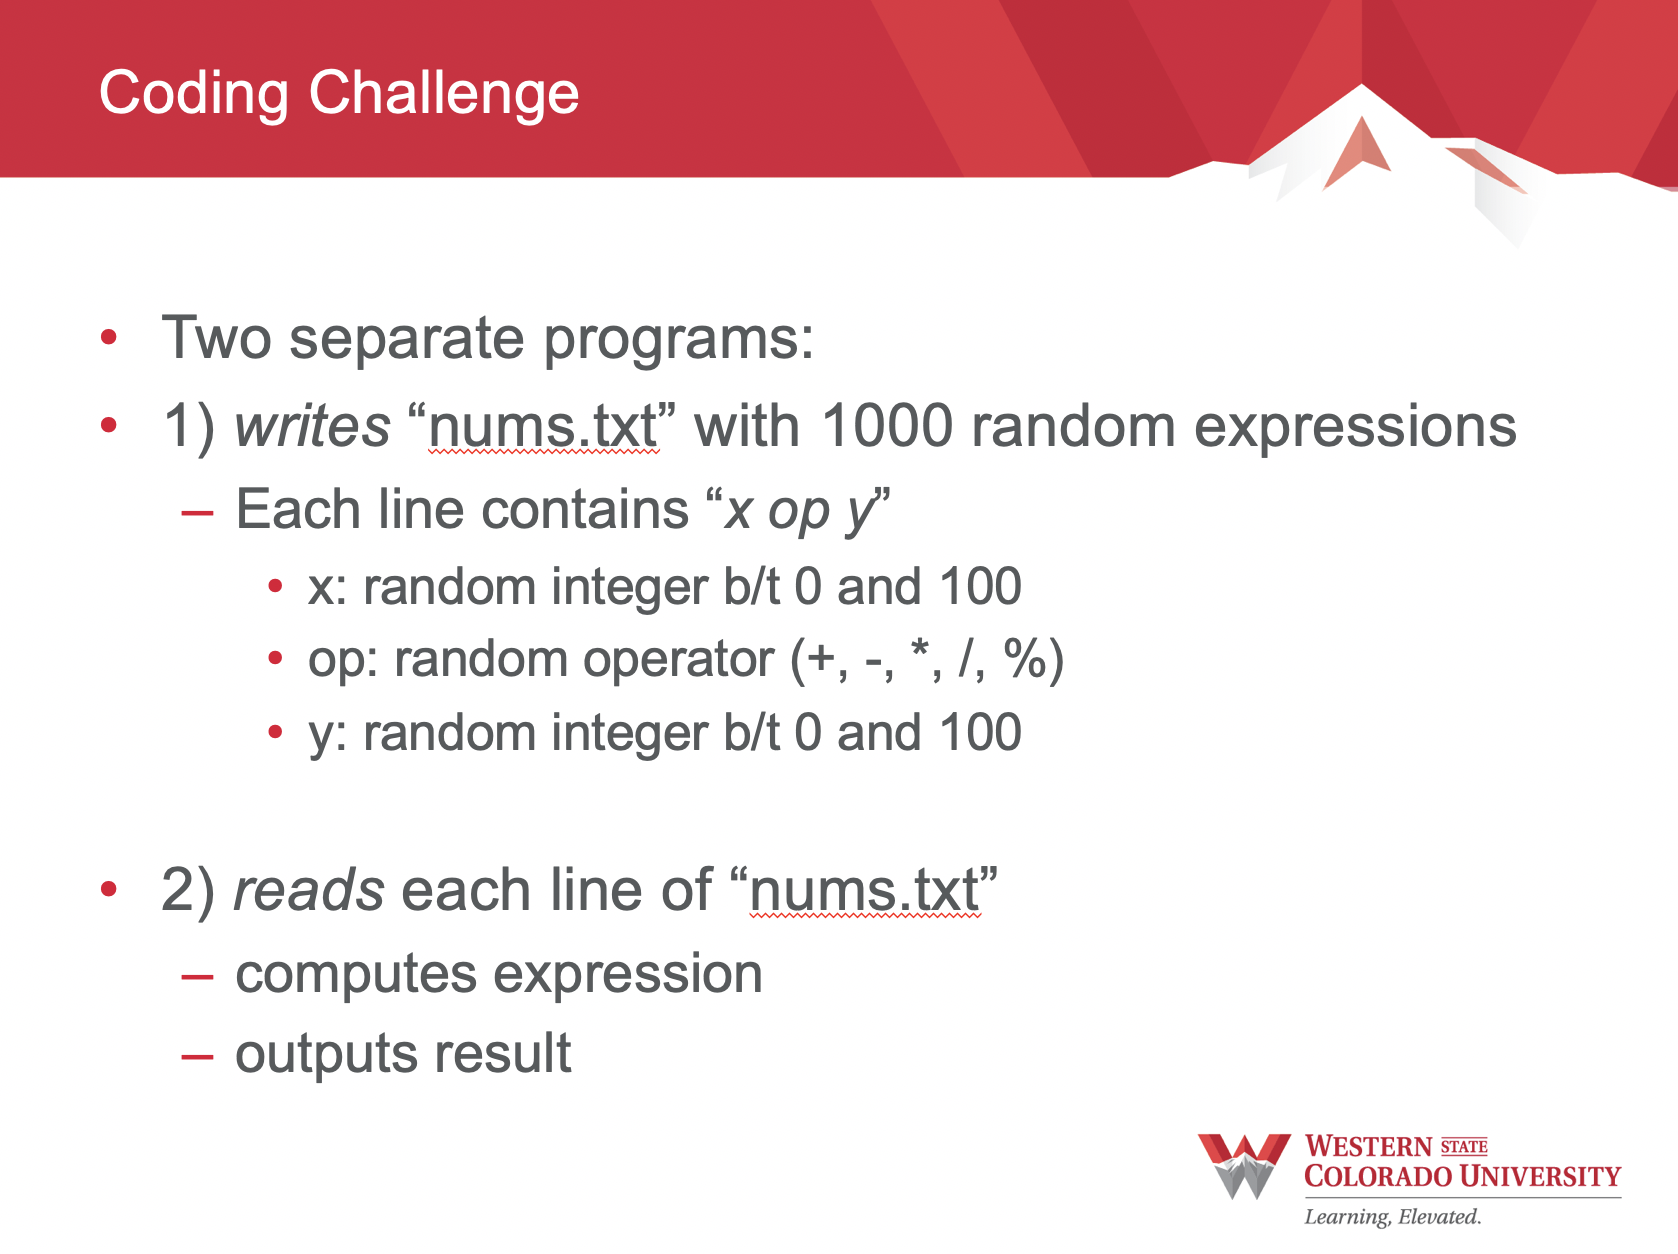 Coding Challenge
• Two separate programs:
• 1) writes “nums.txt” with 1000 random expressions
– Each line contains “x op y”
• x: random integer b/t 0 and 100
• op: random operator (+, -, *, /, %)
• y: random integer b/t 0 and 100
• 2) reads each line of “nums.txt”
– computes expression
– outputs result
WESTERN STATE
COLORADO UNIVERSITY
Learning, Elevated.